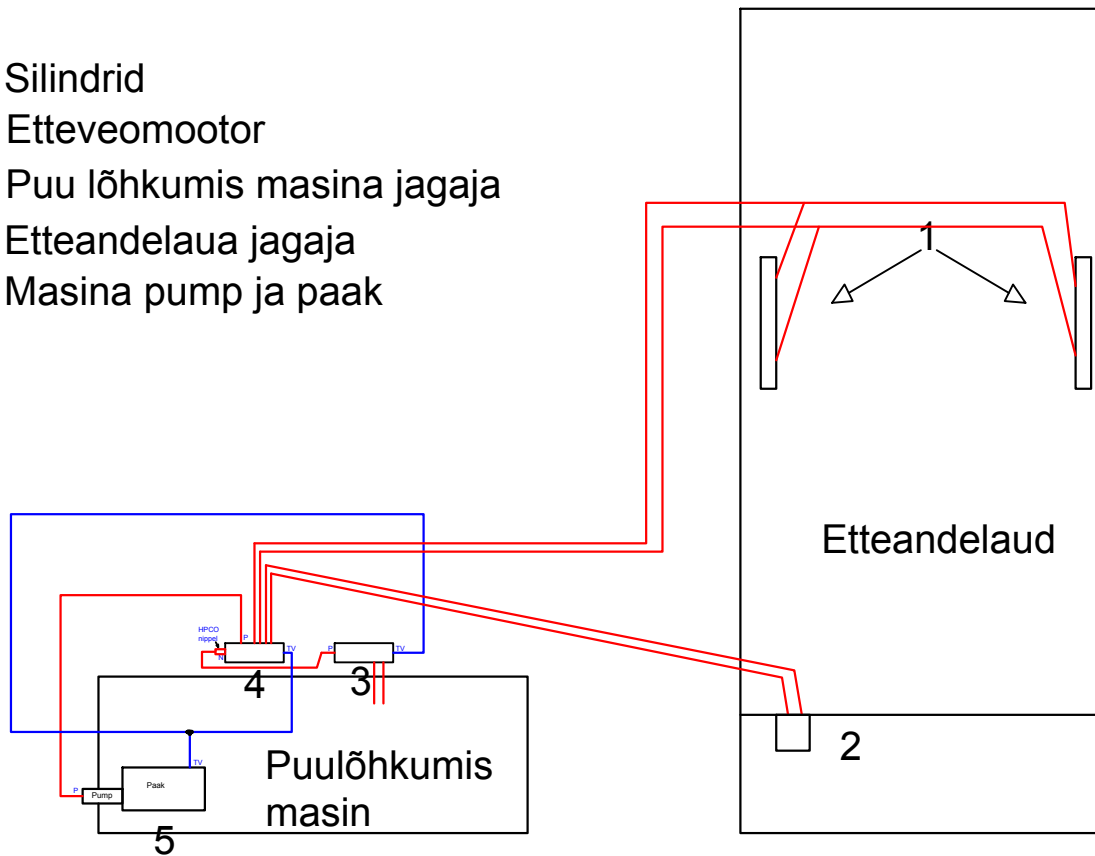 Silindrid
Etteveomootor
Puu lõhkumis masina jagaja
Etteandelaua jagaja
Masina pump ja paak
1
Etteandelaud
HPCO
nippel
P
N
TV
P
TV
4
3
2
Puulõhkumis
masin
TV
Paak
P
Pump
5